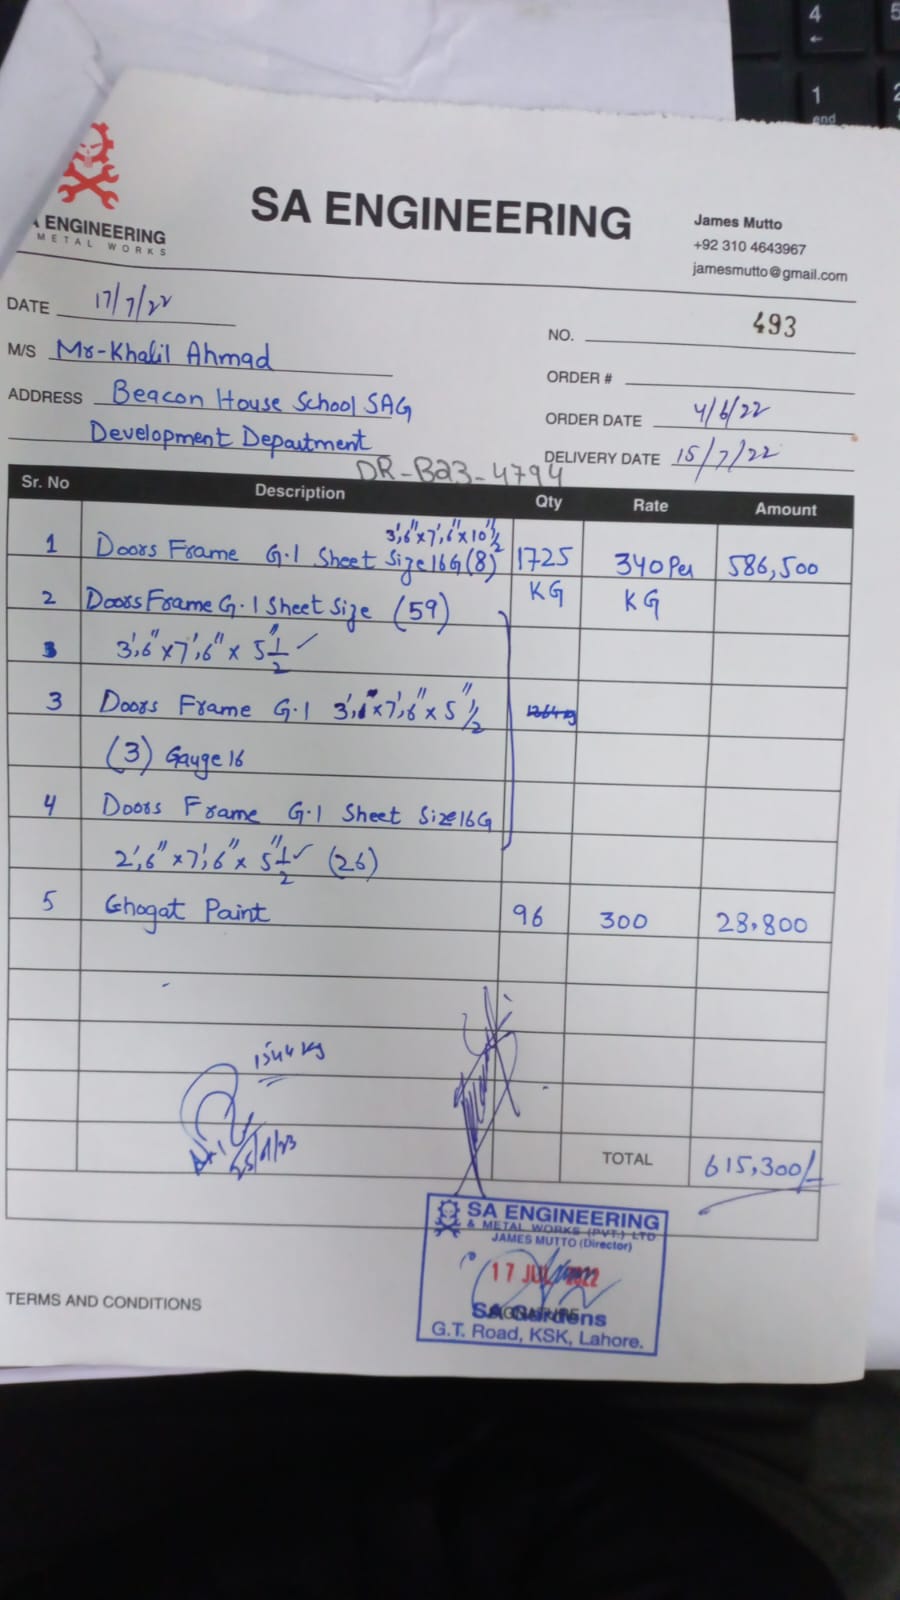 4
5
1
end
SA ENGINEERING
ENGINEERING
METAL WORKS
James Mutto
+92 310 4643967
jamesmutto@gmail.com
DATE 17/7/22
NO. 493
M/S Mr-Khalil Ahmad
ORDER #
ADDRESS Beacon House School SAG
ORDER DATE 4/6/22
Development Department
DELIVERY DATE 15/7/22
DR-B23-4794
Sr. No Description Qty Rate Amount
3',6"x7',6"x10"½
1 Doors Frame G.I Sheet Size 16G (8) 1725 340 Per 586,500
2 Doors Frame G.I Sheet Size (59) KG KG
3 3',6"x7',6"x 5"½ ✓
3 Doors Frame G.I 3',6"x7',6"x 5"½
(3) Gauge 16
4 Doors Frame G.I Sheet Size 16G
2',6"x7',6"x 5"½ ✓ (26)
5 Ghogat Paint 96 300 28,800
1544 kg
TOTAL 615,300/-
SA ENGINEERING
& METAL WORKS (PVT.) LTD
JAMES MUTTO (Director)
17 JUL 2022
SA Gardens
G.T. Road, KSK, Lahore.
TERMS AND CONDITIONS